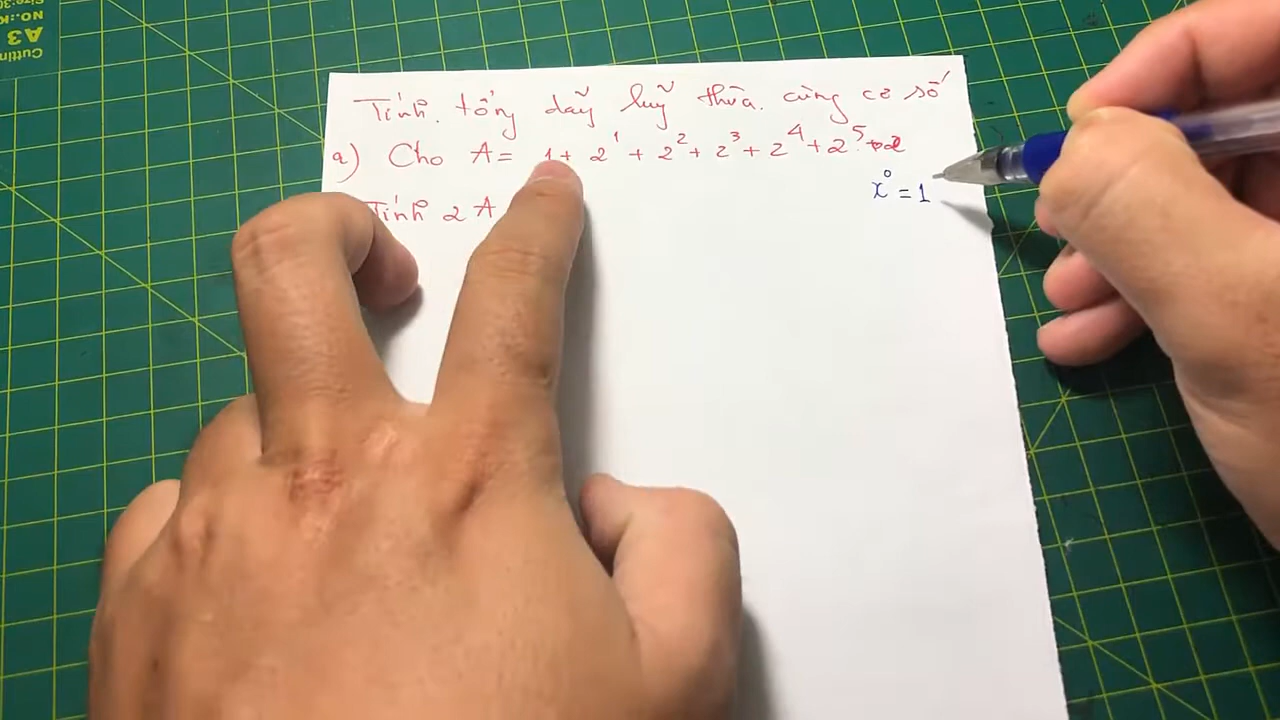 Tính tổng dãy luỹ thừa cùng cơ số
a) Cho A = 1 + 2¹ + 2² + 2³ + 2⁴ + 2⁵
x⁰ = 1
Tính 2A
A3